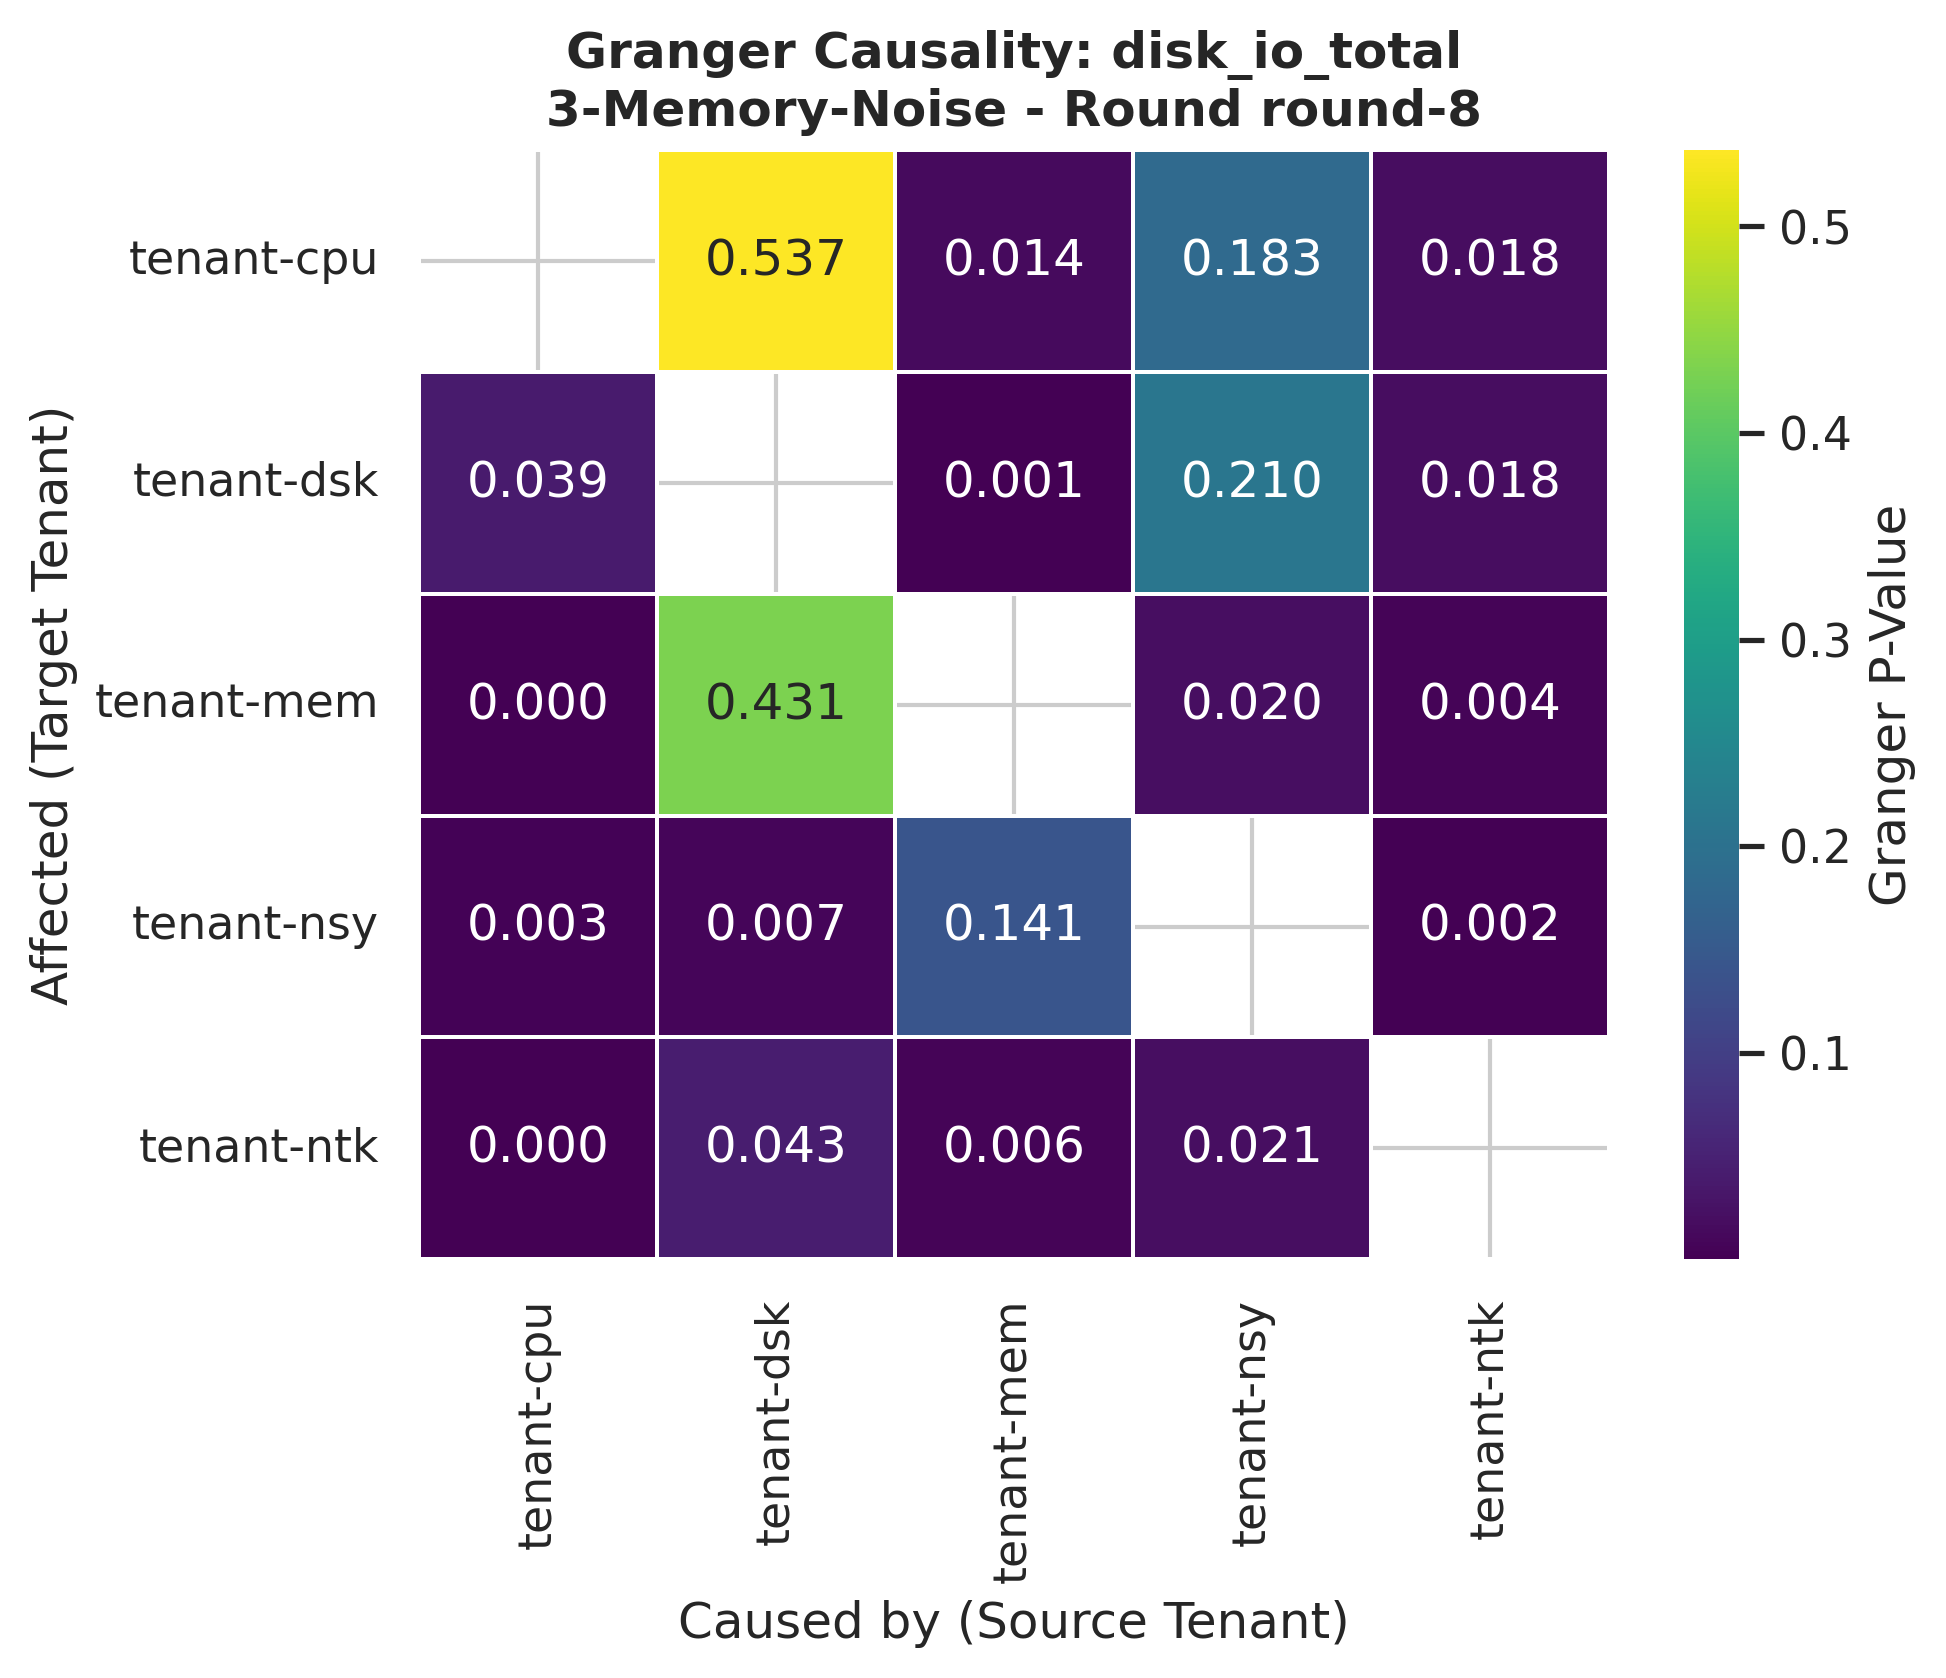 Granger Causality: disk_io_total
3-Memory-Noise - Round round-8
Affected (Target Tenant)
tenant-cpu 0.537 0.014 0.183 0.018
tenant-dsk 0.039 0.001 0.210 0.018
tenant-mem 0.000 0.431 0.020 0.004
tenant-nsy 0.003 0.007 0.141 0.002
tenant-ntk 0.000 0.043 0.006 0.021
tenant-cpu
tenant-dsk
tenant-mem
tenant-nsy
tenant-ntk
Caused by (Source Tenant)
0.5
0.4
0.3
0.2
0.1
Granger P-Value